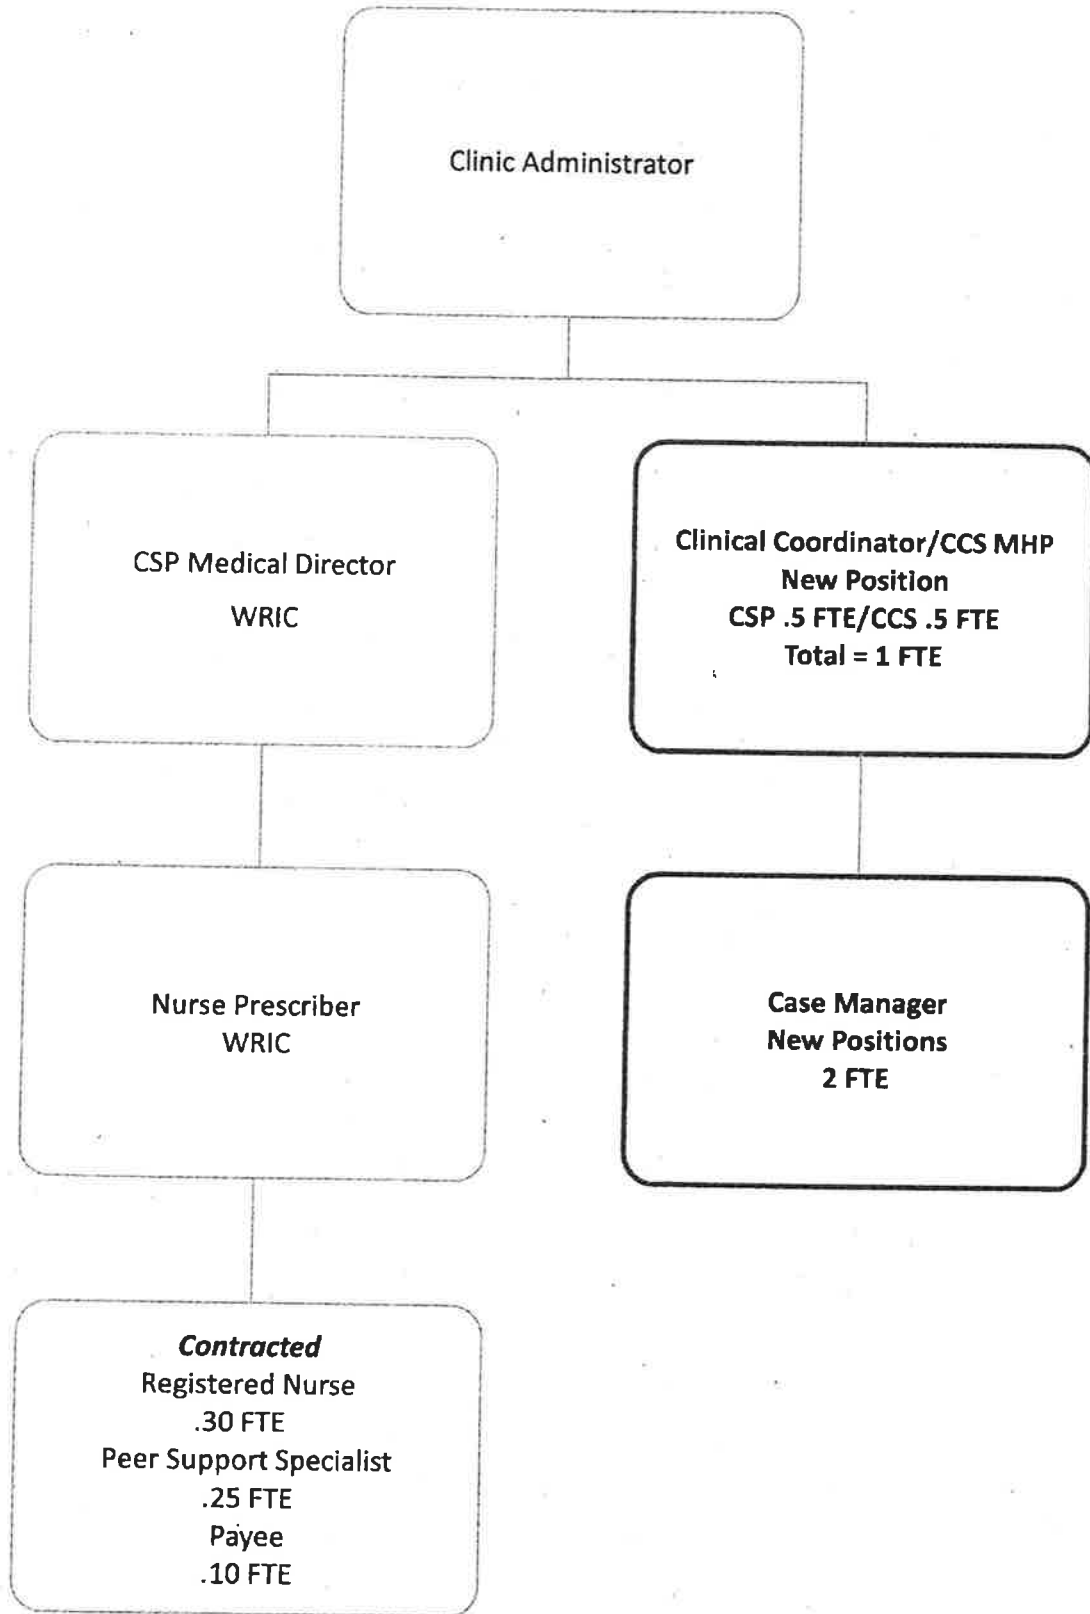 Clinic Administrator
CSP Medical Director
WRIC
Clinical Coordinator/CCS MHP
New Position
CSP .5 FTE/CCS .5 FTE
Total = 1 FTE
Nurse Prescriber
WRIC
Case Manager
New Positions
2 FTE
Contracted
Registered Nurse
.30 FTE
Peer Support Specialist
.25 FTE
Payee
.10 FTE